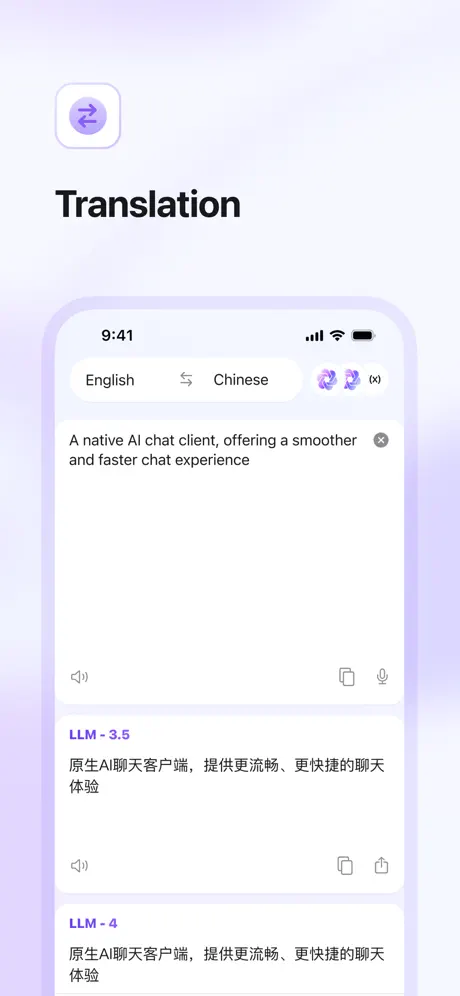 Translation
9:41
English
Chinese
(x)
A native AI chat client, offering a smoother
and faster chat experience
LLM - 3.5
原生AI聊天客户端，提供更流畅、更快捷的聊天
体验
LLM - 4
原生AI聊天客户端，提供更流畅、更快捷的聊天
体验